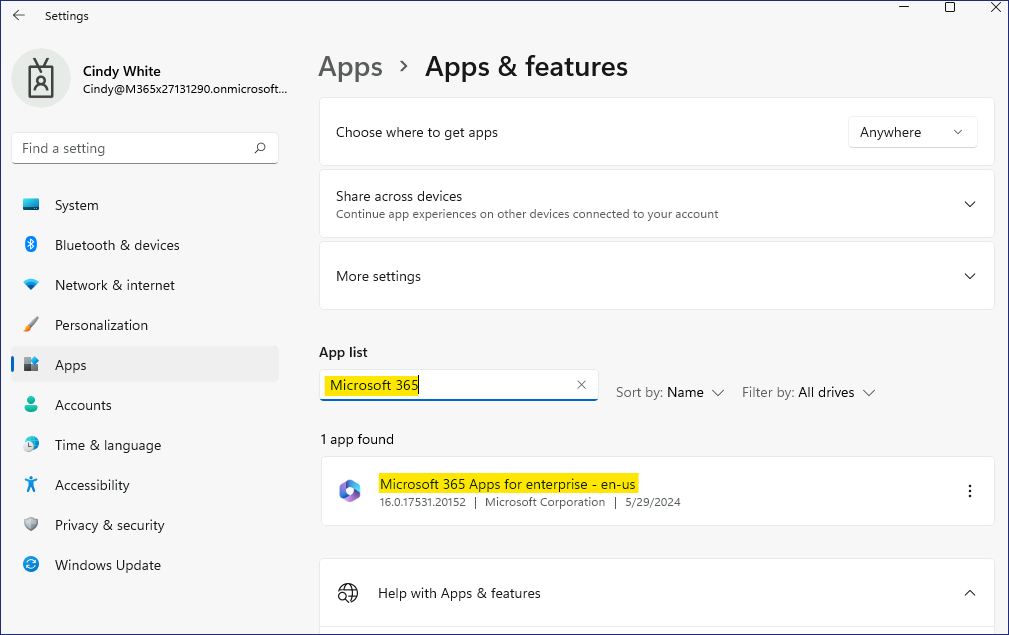 Settings
Cindy White
Cindy@M365x27131290.onmicrosoft...
Find a setting
System
Bluetooth & devices
Network & internet
Personalization
Apps
Accounts
Time & language
Accessibility
Privacy & security
Windows Update
Apps > Apps & features
Choose where to get apps
Anywhere
Share across devices
Continue app experiences on other devices connected to your account
More settings
App list
Microsoft 365
Sort by: Name Filter by: All drives
1 app found
Microsoft 365 Apps for enterprise - en-us
16.0.17531.20152 | Microsoft Corporation | 5/29/2024
Help with Apps & features